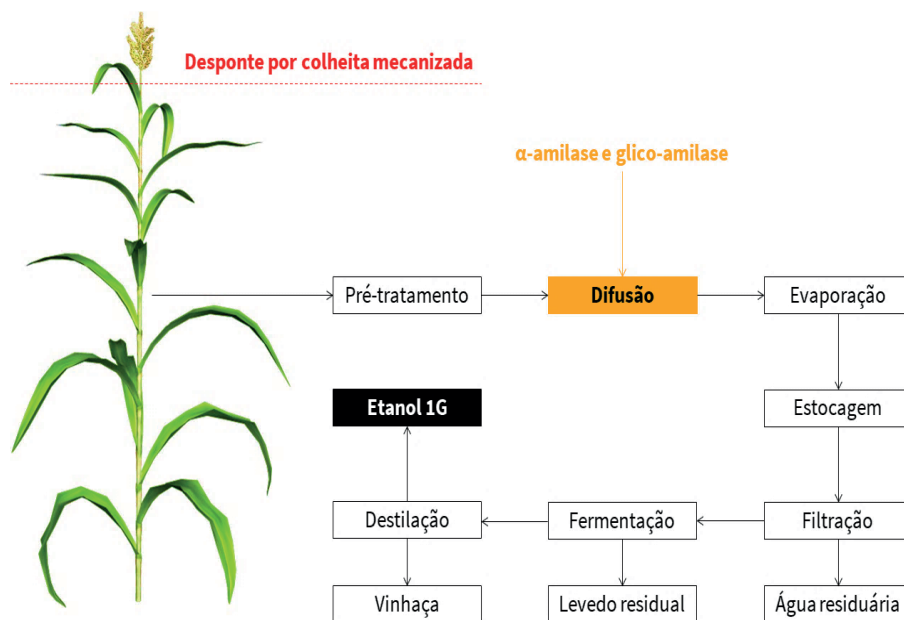 Desponte por colheita mecanizada
α-amilase e glico-amilase
Pré-tratamento
Difusão
Evaporação
Etanol 1G
Estocagem
Destilação
Fermentação
Filtração
Vinhaça
Levedo residual
Água residuária